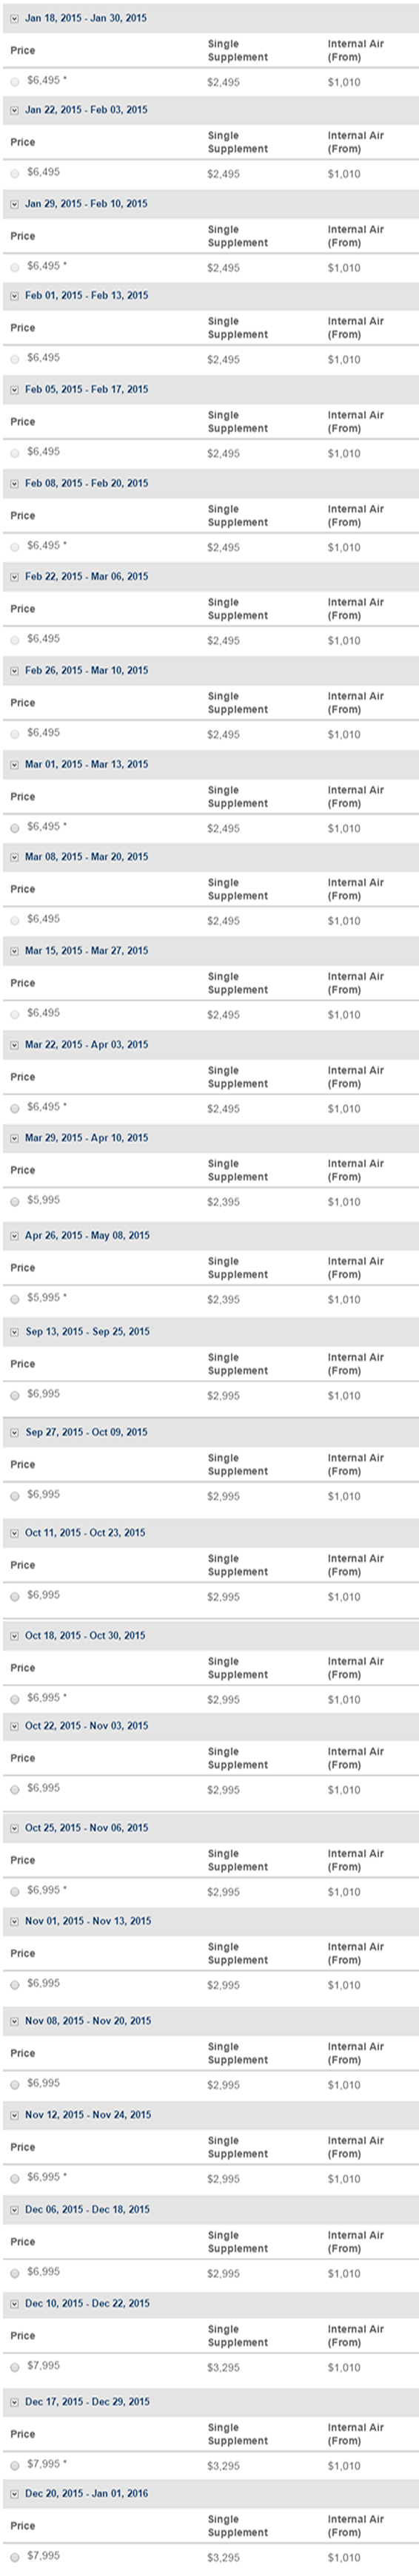 Jan 18, 2015 - Jan 30, 2015
Price Single Supplement Internal Air (From)
$6,495 * $2,495 $1,010
Jan 22, 2015 - Feb 03, 2015
Price Single Supplement Internal Air (From)
$6,495 $2,495 $1,010
Jan 29, 2015 - Feb 10, 2015
Price Single Supplement Internal Air (From)
$6,495 * $2,495 $1,010
Feb 01, 2015 - Feb 13, 2015
Price Single Supplement Internal Air (From)
$6,495 $2,495 $1,010
Feb 05, 2015 - Feb 17, 2015
Price Single Supplement Internal Air (From)
$6,495 $2,495 $1,010
Feb 08, 2015 - Feb 20, 2015
Price Single Supplement Internal Air (From)
$6,495 * $2,495 $1,010
Feb 22, 2015 - Mar 06, 2015
Price Single Supplement Internal Air (From)
$6,495 $2,495 $1,010
Feb 26, 2015 - Mar 10, 2015
Price Single Supplement Internal Air (From)
$6,495 $2,495 $1,010
Mar 01, 2015 - Mar 13, 2015
Price Single Supplement Internal Air (From)
$6,495 * $2,495 $1,010
Mar 08, 2015 - Mar 20, 2015
Price Single Supplement Internal Air (From)
$6,495 $2,495 $1,010
Mar 15, 2015 - Mar 27, 2015
Price Single Supplement Internal Air (From)
$6,495 $2,495 $1,010
Mar 22, 2015 - Apr 03, 2015
Price Single Supplement Internal Air (From)
$6,495 * $2,495 $1,010
Mar 29, 2015 - Apr 10, 2015
Price Single Supplement Internal Air (From)
$5,995 $2,395 $1,010
Apr 26, 2015 - May 08, 2015
Price Single Supplement Internal Air (From)
$5,995 * $2,395 $1,010
Sep 13, 2015 - Sep 25, 2015
Price Single Supplement Internal Air (From)
$6,995 $2,995 $1,010
Sep 27, 2015 - Oct 09, 2015
Price Single Supplement Internal Air (From)
$6,995 $2,995 $1,010
Oct 11, 2015 - Oct 23, 2015
Price Single Supplement Internal Air (From)
$6,995 $2,995 $1,010
Oct 18, 2015 - Oct 30, 2015
Price Single Supplement Internal Air (From)
$6,995 * $2,995 $1,010
Oct 22, 2015 - Nov 03, 2015
Price Single Supplement Internal Air (From)
$6,995 $2,995 $1,010
Oct 25, 2015 - Nov 06, 2015
Price Single Supplement Internal Air (From)
$6,995 * $2,995 $1,010
Nov 01, 2015 - Nov 13, 2015
Price Single Supplement Internal Air (From)
$6,995 $2,995 $1,010
Nov 08, 2015 - Nov 20, 2015
Price Single Supplement Internal Air (From)
$6,995 $2,995 $1,010
Nov 12, 2015 - Nov 24, 2015
Price Single Supplement Internal Air (From)
$6,995 * $2,995 $1,010
Dec 06, 2015 - Dec 18, 2015
Price Single Supplement Internal Air (From)
$6,995 $2,995 $1,010
Dec 10, 2015 - Dec 22, 2015
Price Single Supplement Internal Air (From)
$7,995 $3,295 $1,010
Dec 17, 2015 - Dec 29, 2015
Price Single Supplement Internal Air (From)
$7,995 * $3,295 $1,010
Dec 20, 2015 - Jan 01, 2016
Price Single Supplement Internal Air (From)
$7,995 $3,295 $1,010